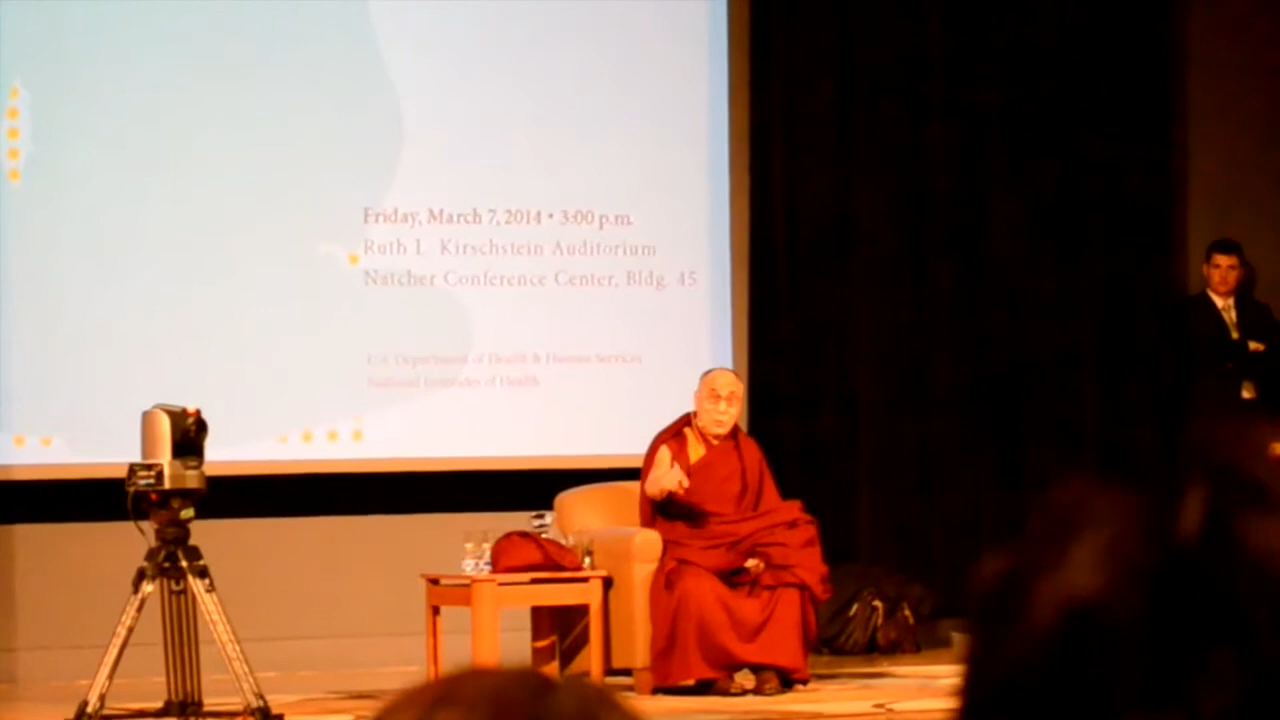 Friday, March 7, 2014 • 3:00 p.m.
Ruth L. Kirschstein Auditorium
Natcher Conference Center, Bldg. 45
U.S. Department of Health & Human Services
National Institutes of Health